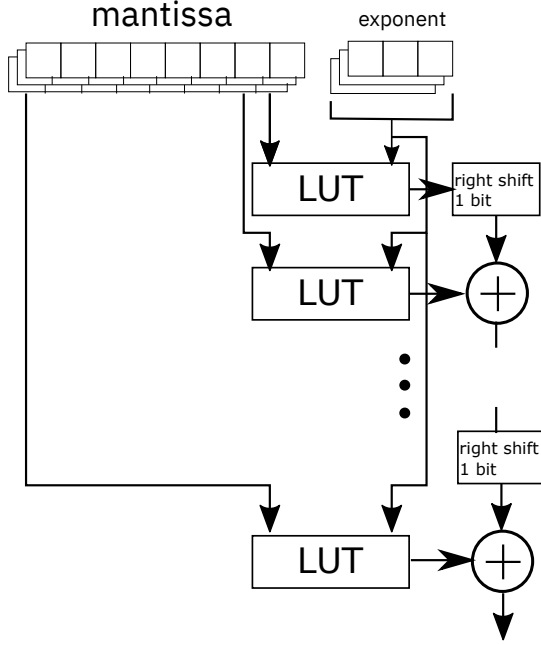 mantissa
exponent
LUT
right shift
1 bit
LUT
right shift
1 bit
LUT